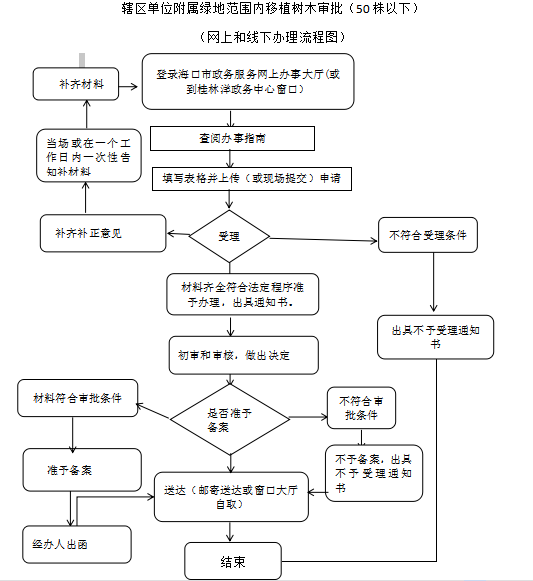 辖区单位附属绿地范围内移植树木审批（50 株以下）
（网上和线下办理流程图）
补齐材料
登录海口市政务服务网上办事大厅(或
到桂林洋政务中心窗口）
当场或在一个工
作日内一次性告
知补材料
查阅办事指南
填写表格并上传（或现场提交）申请
补齐补正意见
受理
不符合受理条件
材料齐全符合法定程序准
予办理，出具通知书。
出具不予受理通知
书
初审和审核，做出决定
材料符合审批条件
是否准予
备案
不符合审
批条件
准予备案
不予备案，出具
不予受理通知
书
送达（邮寄送达或窗口大厅
自取）
经办人出函
结束